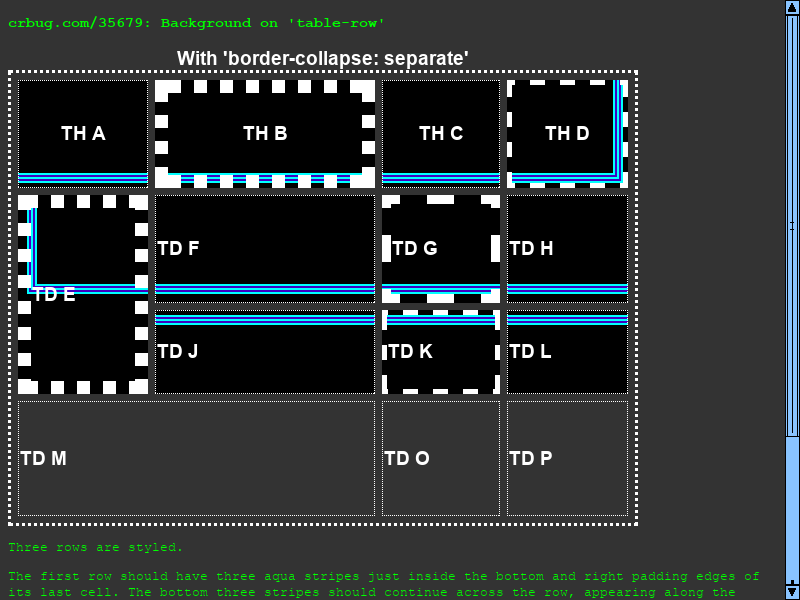 crbug.com/35679: Background on 'table-row'
With 'border-collapse: separate'
TH A TH B TH C TH D
TD E TD F TD G TD H
TD J TD K TD L
TD M TD O TD P
Three rows are styled.
The first row should have three aqua stripes just inside the bottom and right padding edges of
its last cell. The bottom three stripes should continue across the row, appearing along the